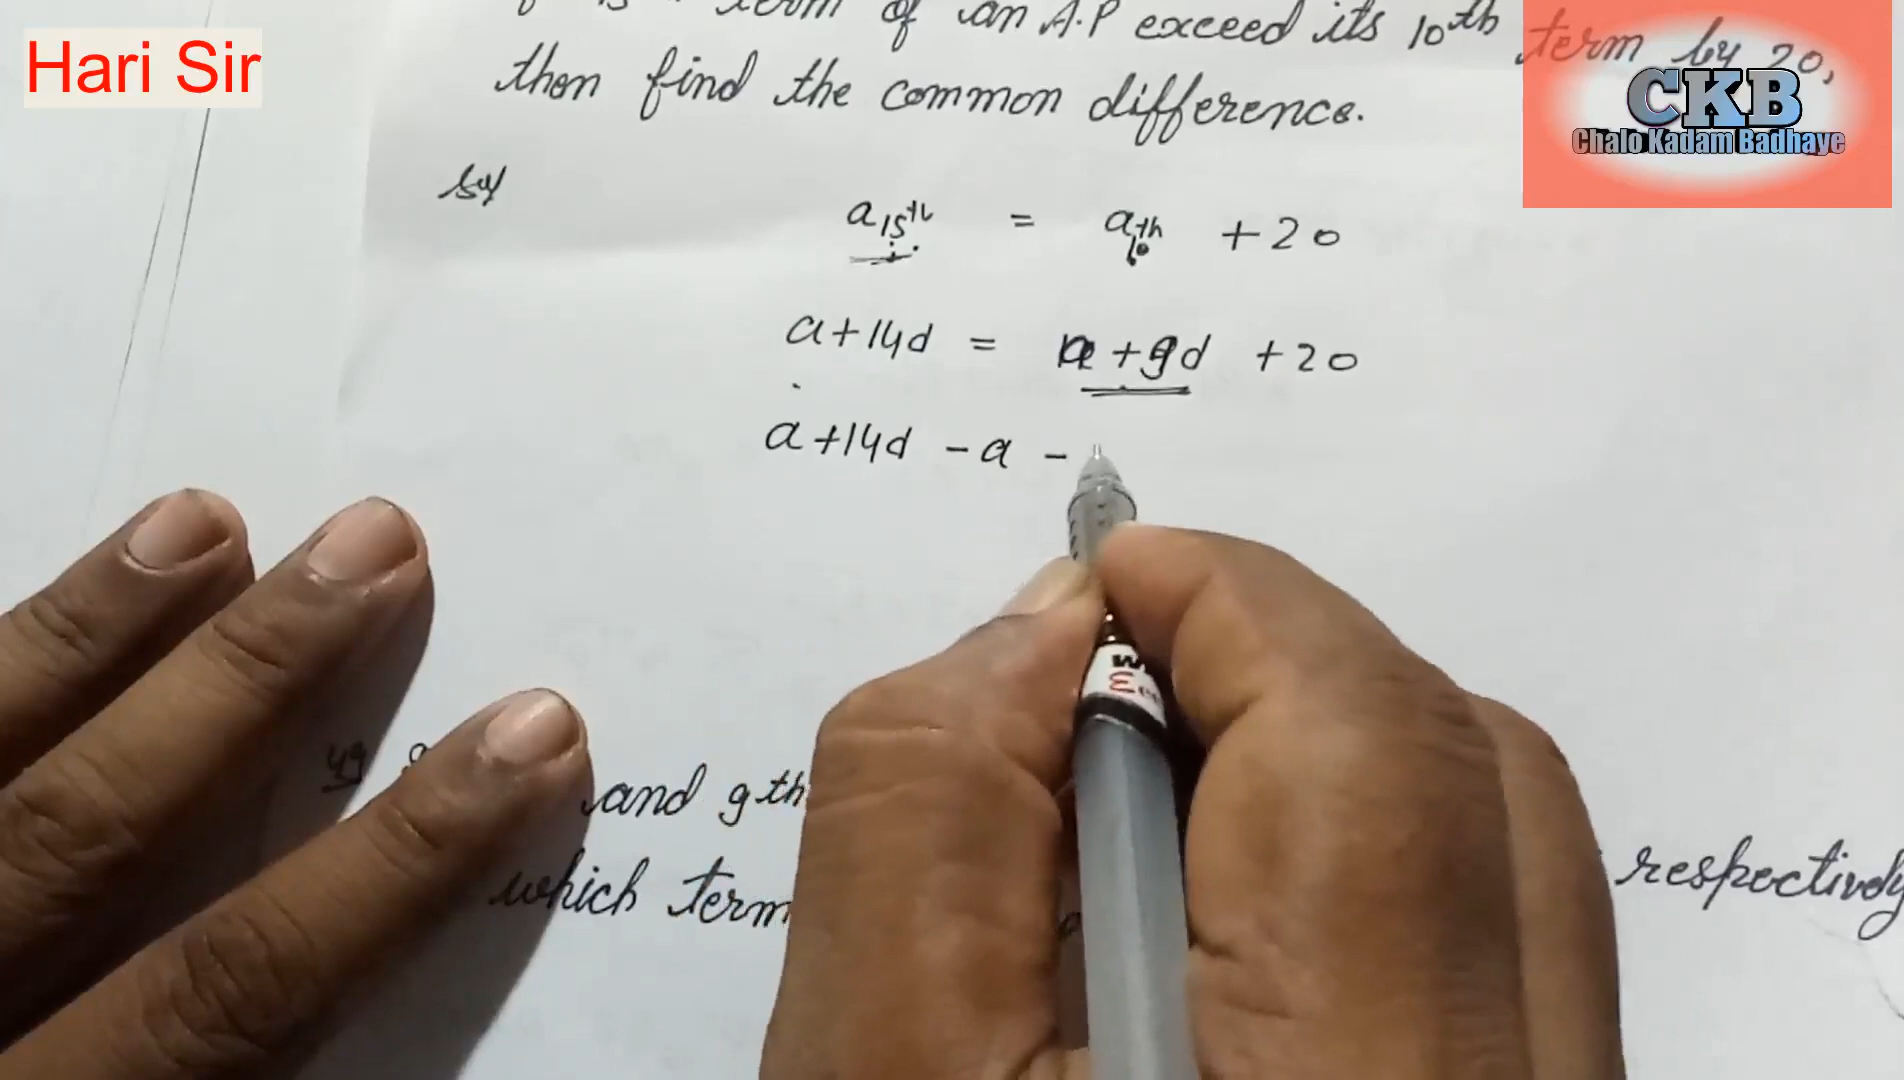 Hari Sir
CKB
Chalo Kadam Badhaye
term of an A.P exceed its 10th term by 20,
then find the common difference.
a15th = a10th + 20
a+14d = a+9d + 20
a+14d - a -
49
and 9th
which term
respectively